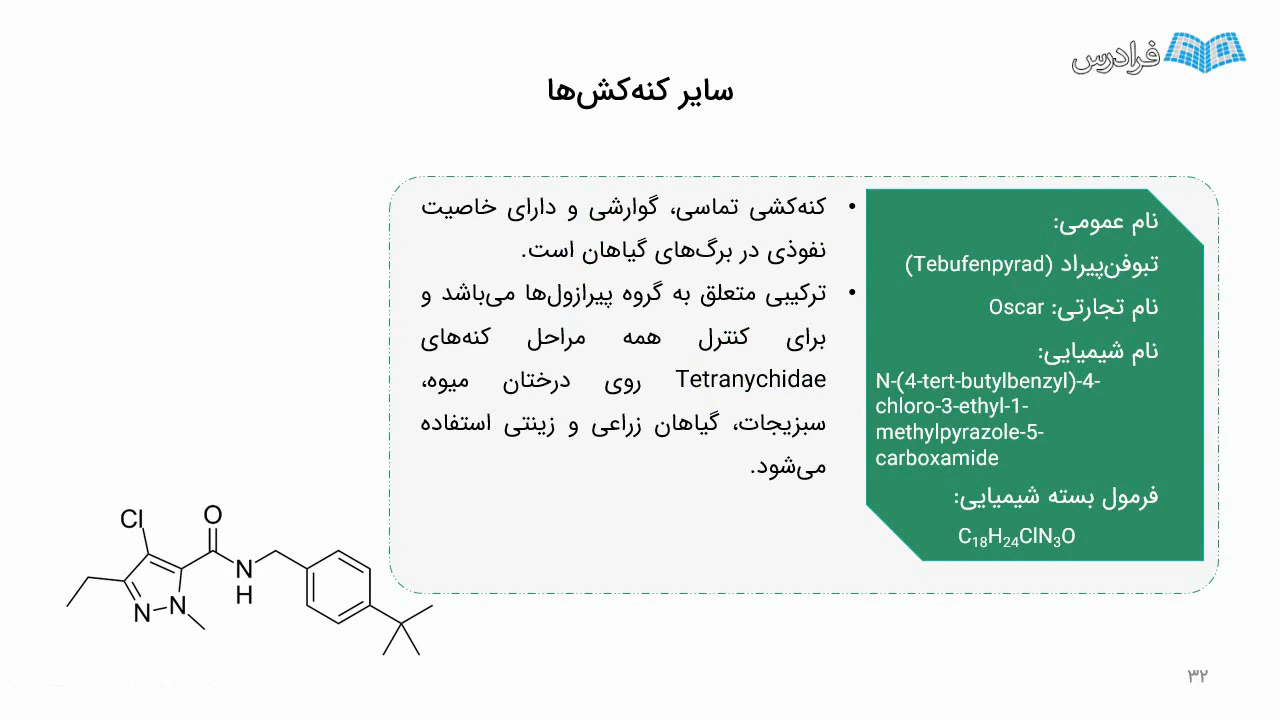 فرادرس
سایر کنه‌کش‌ها
نام عمومی:
تبوفن‌پیراد (Tebufenpyrad)
نام تجارتی: Oscar
نام شیمیایی:
N-(4-tert-butylbenzyl)-4-
chloro-3-ethyl-1-
methylpyrazole-5-
carboxamide
فرمول بسته شیمیایی:
C₁₈H₂₄ClN₃O
• کنه‌کشی تماسی، گوارشی و دارای خاصیت
نفوذی در برگ‌های گیاهان است.
• ترکیبی متعلق به گروه پیرازول‌ها می‌باشد و
برای کنترل همه مراحل کنه‌های
Tetranychidae روی درختان میوه،
سبزیجات، گیاهان زراعی و زینتی استفاده
می‌شود.
Cl
O
N
H
N
N
۳۲